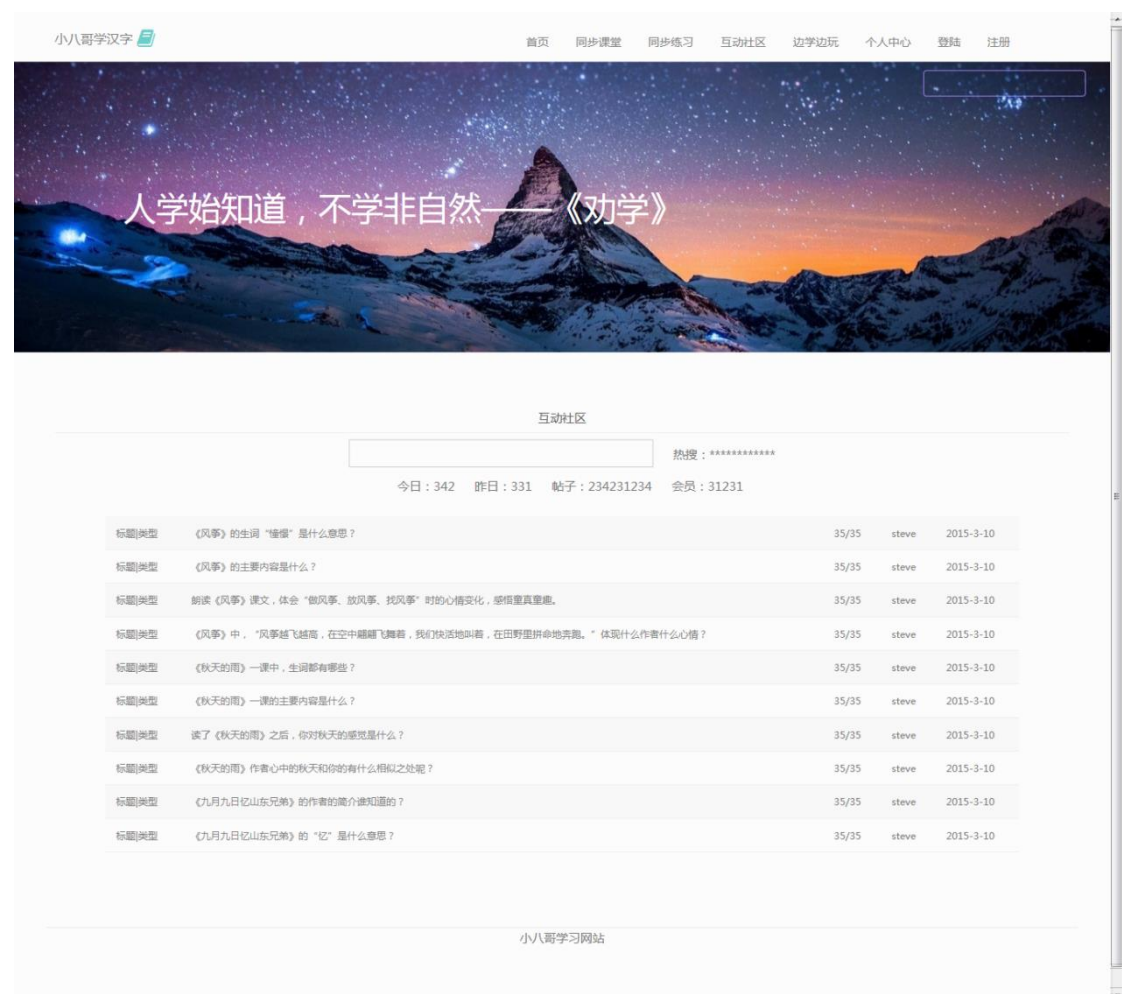 小八哥学汉字
首页 同步课堂 同步练习 互动社区 边学边玩 个人中心 登陆 注册
人学始知道，不学非自然——《劝学》
互动社区
热搜：************
今日：342 昨日：331 帖子：234231234 会员：31231
标题|类型 《风筝》的生词“憧憬”是什么意思？ 35/35 steve 2015-3-10
标题|类型 《风筝》的主要内容是什么？ 35/35 steve 2015-3-10
标题|类型 朗读《风筝》课文，体会“做风筝、放风筝、找风筝”时的心情变化，感悟童真童趣。 35/35 steve 2015-3-10
标题|类型 《风筝》中，“风筝越飞越高，在空中翩翩飞舞着，我们快活地叫着，在田野里拼命地奔跑。”体现什么作者什么心情？ 35/35 steve 2015-3-10
标题|类型 《秋天的雨》一课中，生词都有哪些？ 35/35 steve 2015-3-10
标题|类型 《秋天的雨》一课的主要内容是什么？ 35/35 steve 2015-3-10
标题|类型 读了《秋天的雨》之后，你对秋天的感觉是什么？ 35/35 steve 2015-3-10
标题|类型 《秋天的雨》作者心中的秋天和你的有什么相似之处呢？ 35/35 steve 2015-3-10
标题|类型 《九月九日忆山东兄弟》的作者的简介谁知道的？ 35/35 steve 2015-3-10
标题|类型 《九月九日忆山东兄弟》的“忆”是什么意思？ 35/35 steve 2015-3-10
小八哥学习网站